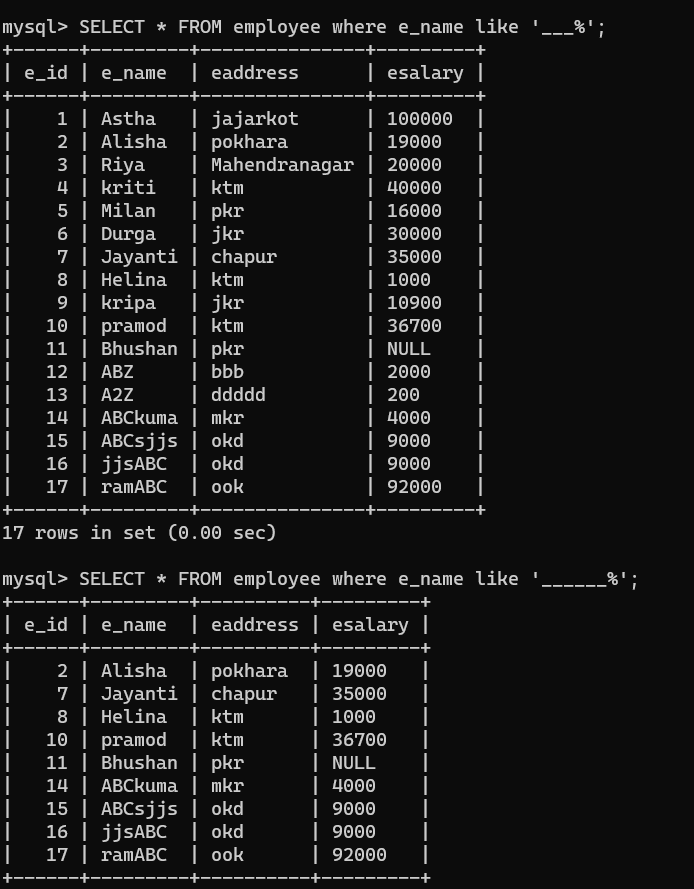 mysql> SELECT * FROM employee where e_name like '___%';
+------+---------+---------------+---------+
| e_id | e_name  | eaddress      | esalary |
+------+---------+---------------+---------+
|    1 | Astha   | jajarkot      | 100000  |
|    2 | Alisha  | pokhara       | 19000   |
|    3 | Riya    | Mahendranagar | 20000   |
|    4 | kriti   | ktm           | 40000   |
|    5 | Milan   | pkr           | 16000   |
|    6 | Durga   | jkr           | 30000   |
|    7 | Jayanti | chapur        | 35000   |
|    8 | Helina  | ktm           | 1000    |
|    9 | kripa   | jkr           | 10900   |
|   10 | pramod  | ktm           | 36700   |
|   11 | Bhushan | pkr           | NULL    |
|   12 | ABZ     | bbb           | 2000    |
|   13 | A2Z     | ddddd         | 200     |
|   14 | ABCkuma | mkr           | 4000    |
|   15 | ABCsjjs | okd           | 9000    |
|   16 | jjsABC  | okd           | 9000    |
|   17 | ramABC  | ook           | 92000   |
+------+---------+---------------+---------+
17 rows in set (0.00 sec)

mysql> SELECT * FROM employee where e_name like '______%';
+------+---------+----------+---------+
| e_id | e_name  | eaddress | esalary |
+------+---------+----------+---------+
|    2 | Alisha  | pokhara  | 19000   |
|    7 | Jayanti | chapur   | 35000   |
|    8 | Helina  | ktm      | 1000    |
|   10 | pramod  | ktm      | 36700   |
|   11 | Bhushan | pkr      | NULL    |
|   14 | ABCkuma | mkr      | 4000    |
|   15 | ABCsjjs | okd      | 9000    |
|   16 | jjsABC  | okd      | 9000    |
|   17 | ramABC  | ook      | 92000   |
+------+---------+----------+---------+